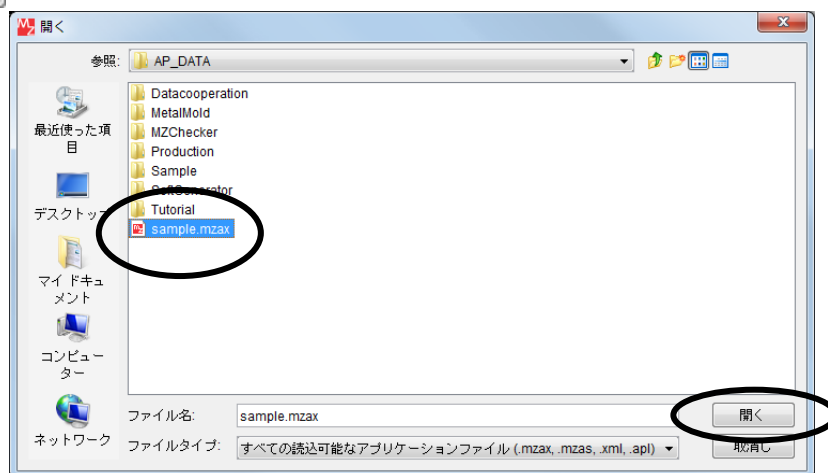 開く
参照:
AP_DATA
最近使った項
目
デスクトップ
マイ ドキュ
メント
コンピュー
ター
ネットワーク
Datacooperation
MetalMold
MZChecker
Production
Sample
SoftGenerator
Tutorial
sample.mzax
ファイル名:
sample.mzax
開く
ファイルタイプ:
すべての読込可能なアプリケーションファイル (.mzax, .mzas, .xml, .apl)
取消し